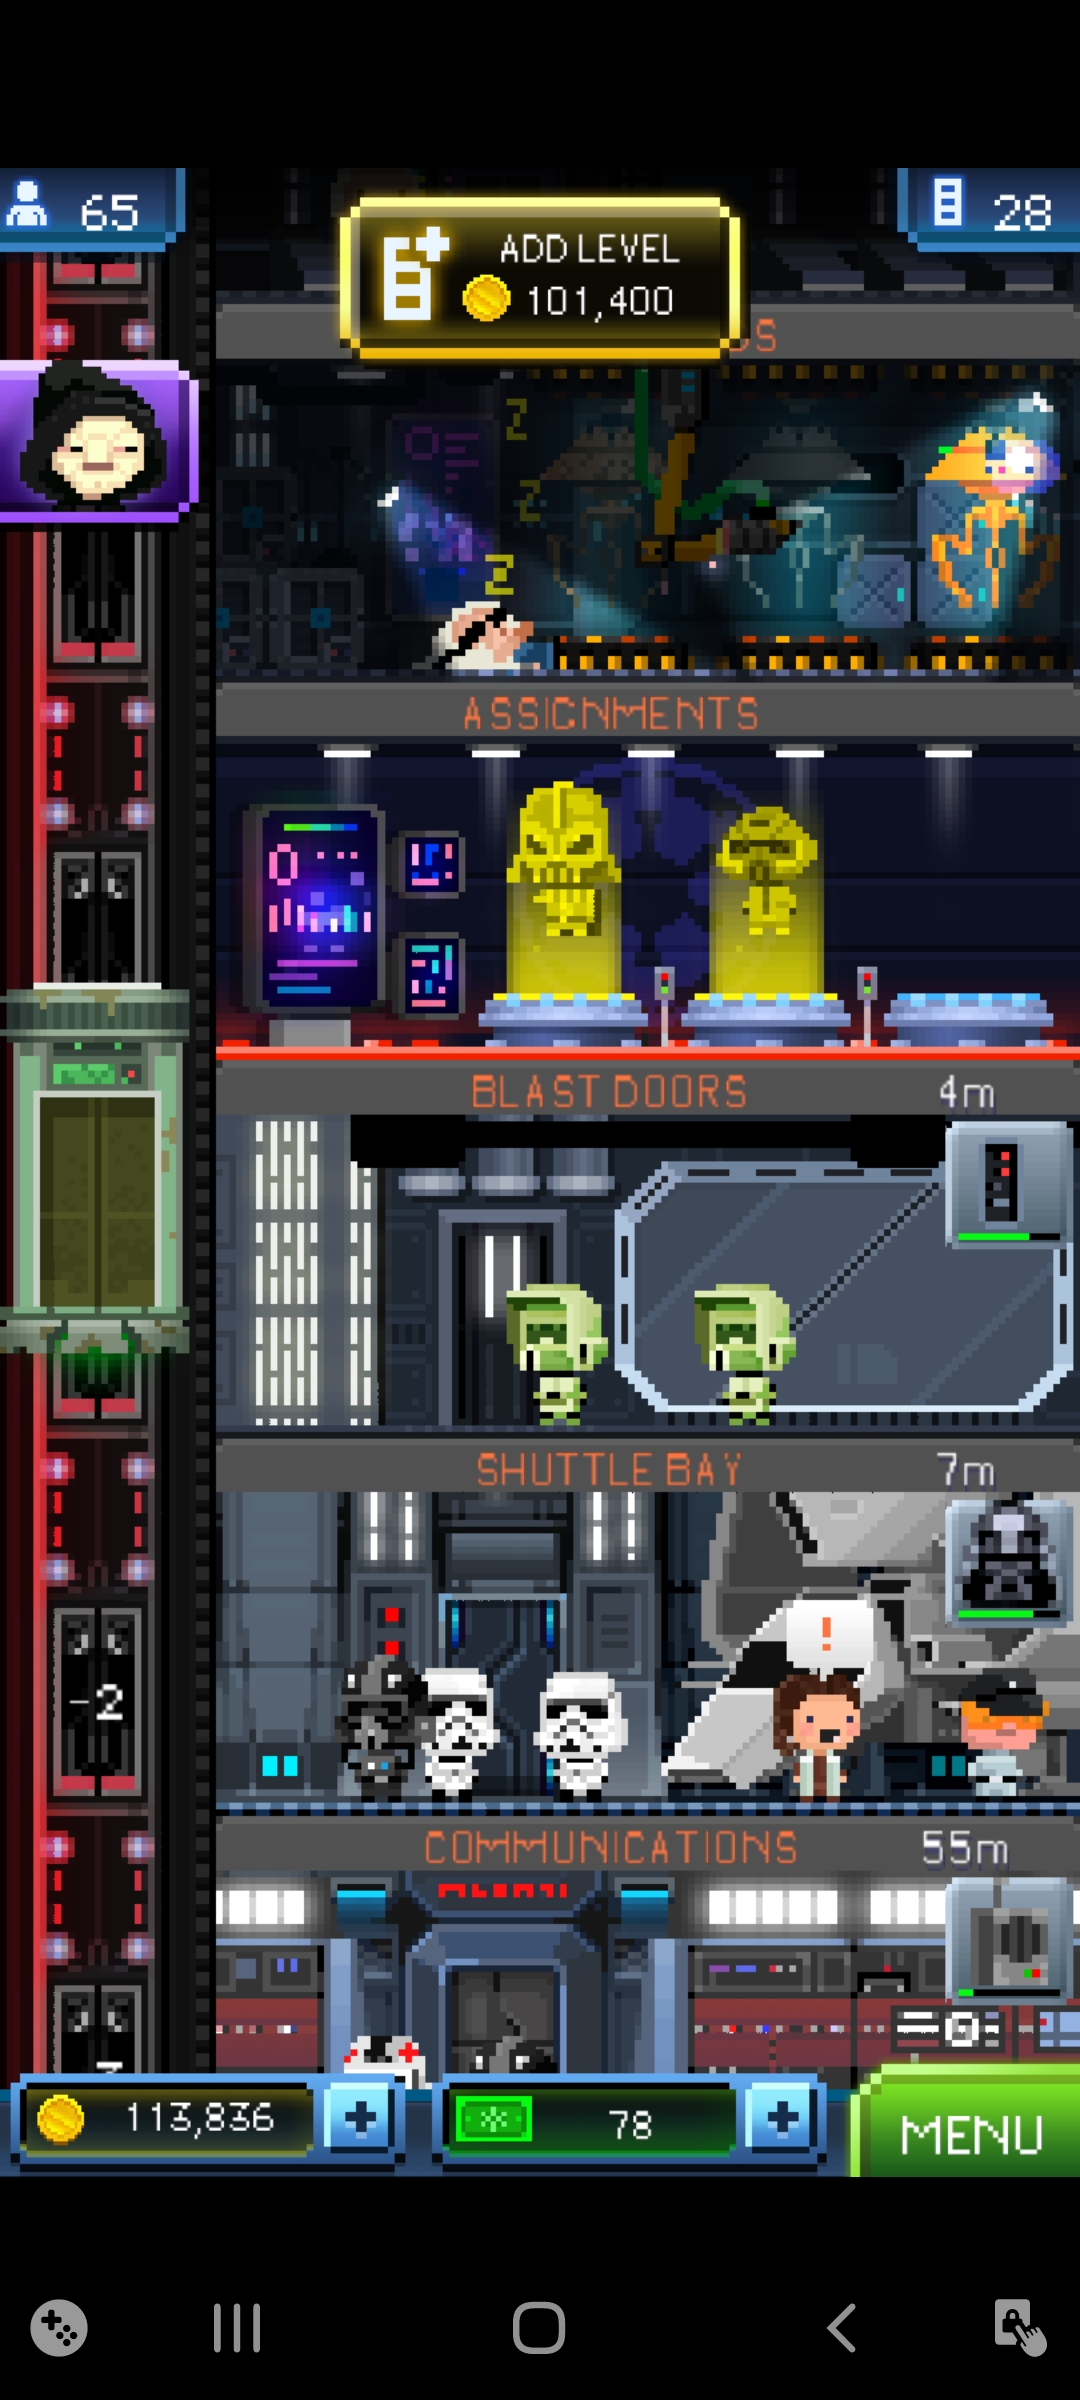 65
28
ADD LEVEL
101,400
DS
Z
Z
Z
ASSIGNMENTS
BLAST DOORS 4m
SHUTTLE BAY 7m
!
-2
COMMUNICATIONS 55m
113,836
78
MENU